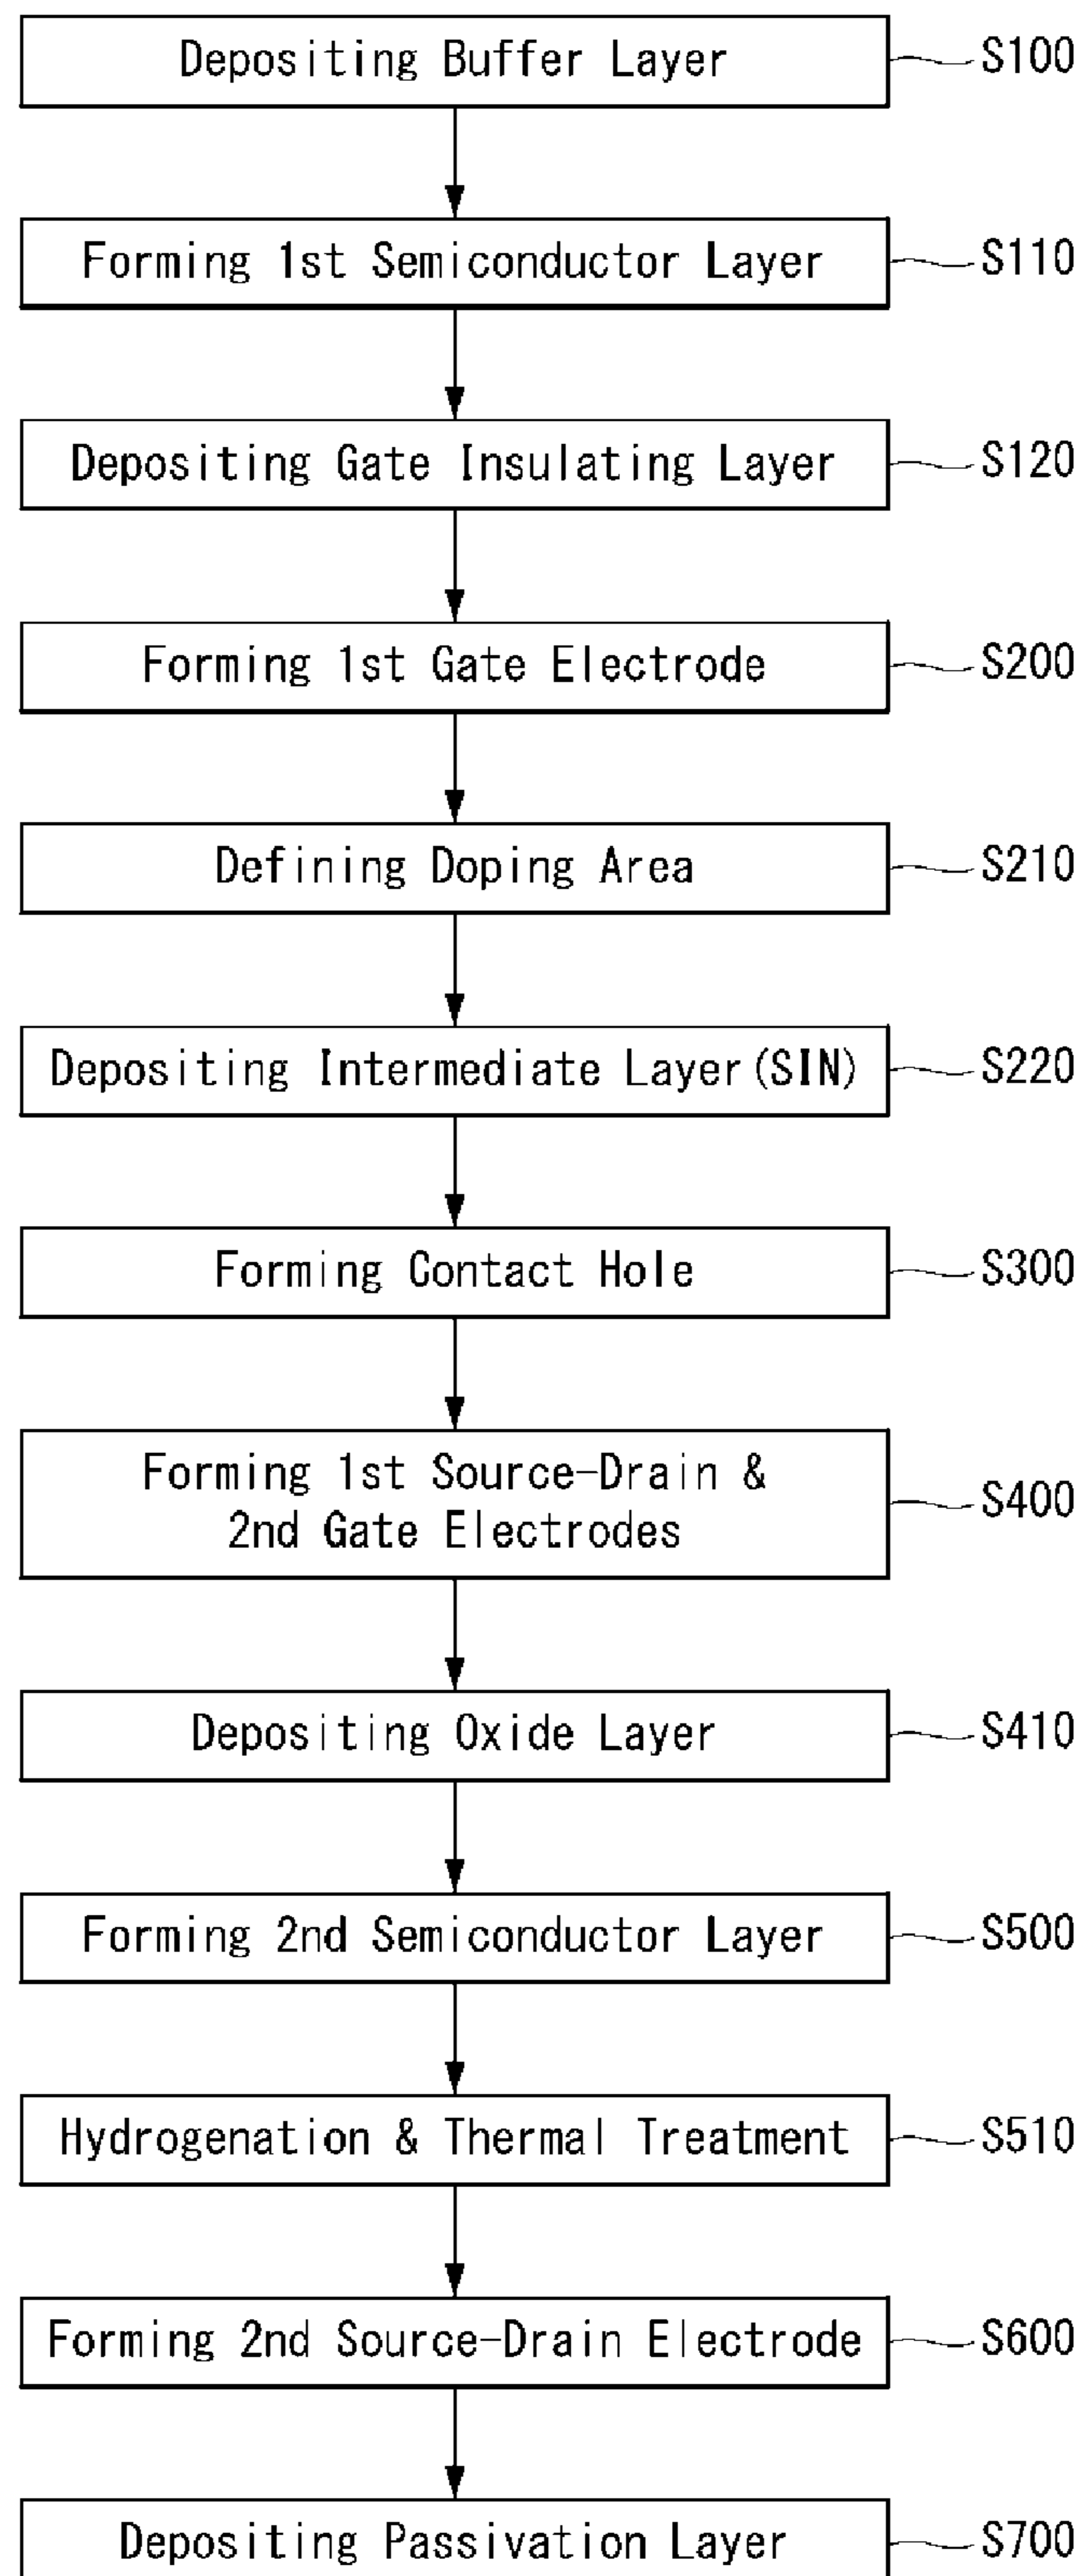 Depositing Buffer Layer S100
Forming 1st Semiconductor Layer S110
Depositing Gate Insulating Layer S120
Forming 1st Gate Electrode S200
Defining Doping Area S210
Depositing Intermediate Layer(SIN) S220
Forming Contact Hole S300
Forming 1st Source-Drain &
2nd Gate Electrodes S400
Depositing Oxide Layer S410
Forming 2nd Semiconductor Layer S500
Hydrogenation & Thermal Treatment S510
Forming 2nd Source-Drain Electrode S600
Depositing Passivation Layer S700